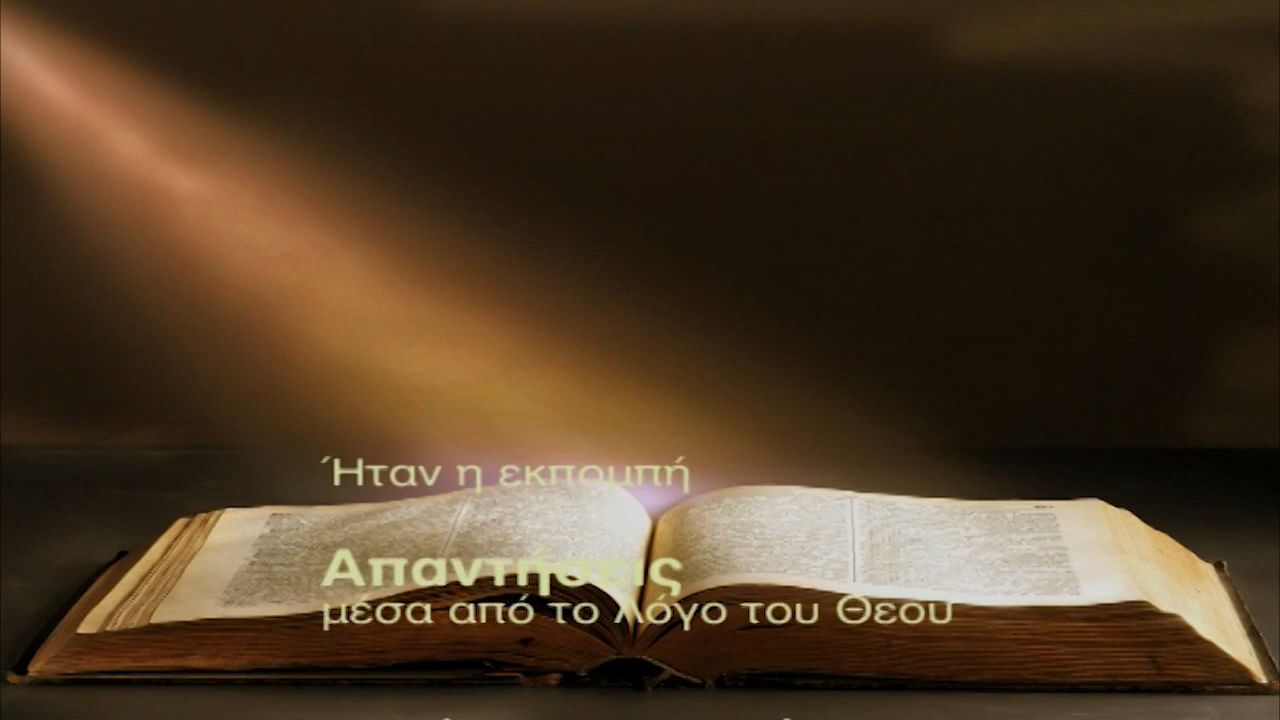 Ήταν η εκπομπή
Απαντήσεις
μέσα από το Λόγο του Θεού